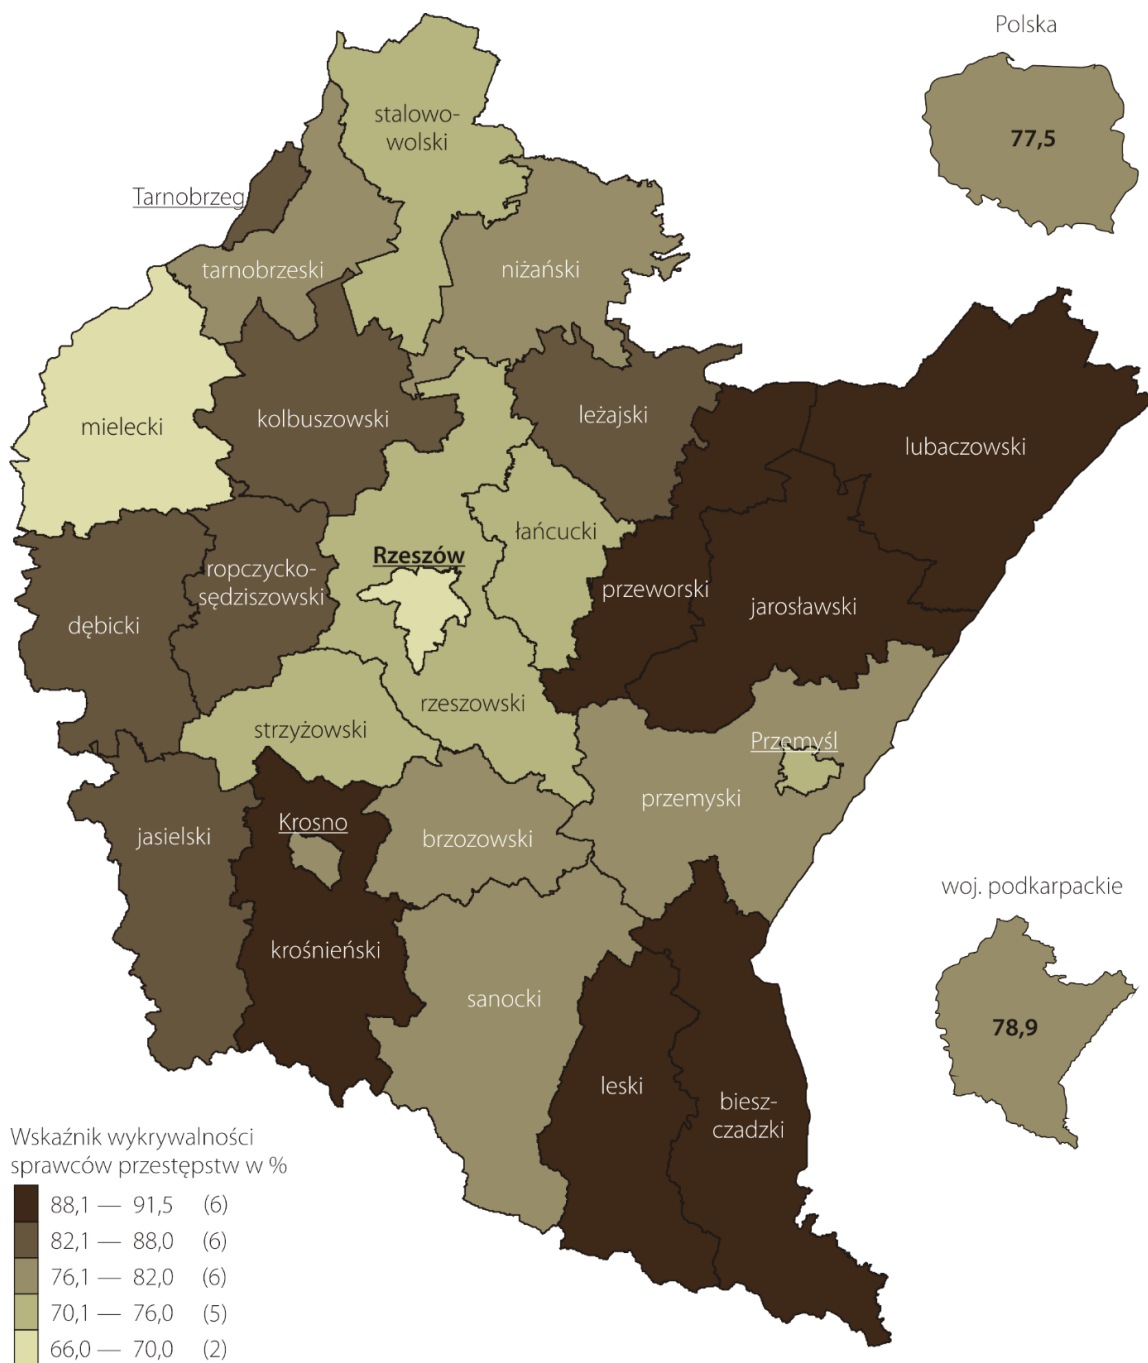 Polska
77,5
stalowo-
wolski
Tarnobrzeg
tarnobrzeski
niżański
mielecki
kolbuszowski
leżajski
lubaczowski
łańcucki
Rzeszów
ropczycko-
sędziszowski
przeworski
jarosławski
dębicki
rzeszowski
strzyżowski
Przemyśl
przemyski
Krosno
jasielski
brzozowski
woj. podkarpackie
78,9
krośnieński
sanocki
leski
biesz-
czadzki
Wskaźnik wykrywalności
sprawców przestępstw w %
88,1 — 91,5 (6)
82,1 — 88,0 (6)
76,1 — 82,0 (6)
70,1 — 76,0 (5)
66,0 — 70,0 (2)